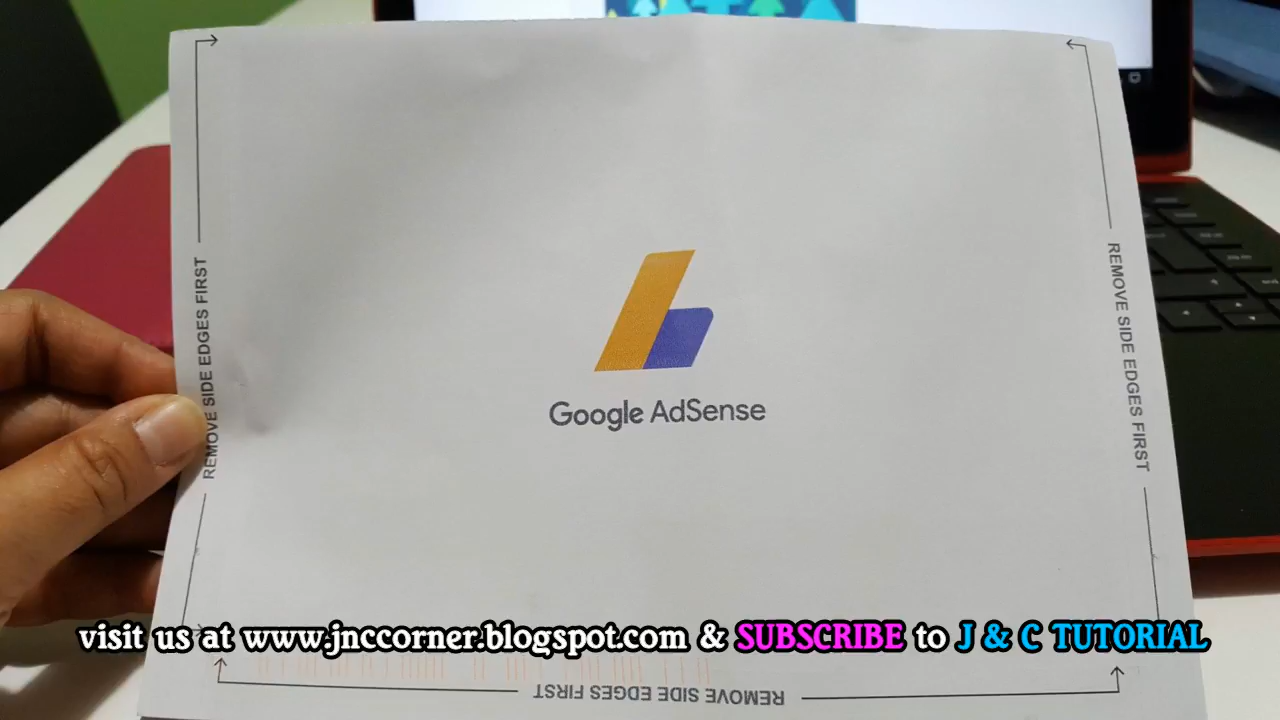 REMOVE SIDE EDGES FIRST
REMOVE SIDE EDGES FIRST
Google AdSense
visit us at www.jnccorner.blogspot.com & SUBSCRIBE to J & C TUTORIAL
REMOVE SIDE EDGES FIRST